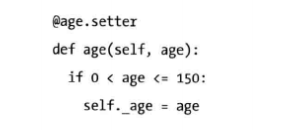 @age.setter
def age(self, age):
  if 0 < age <= 150:
    self._age = age